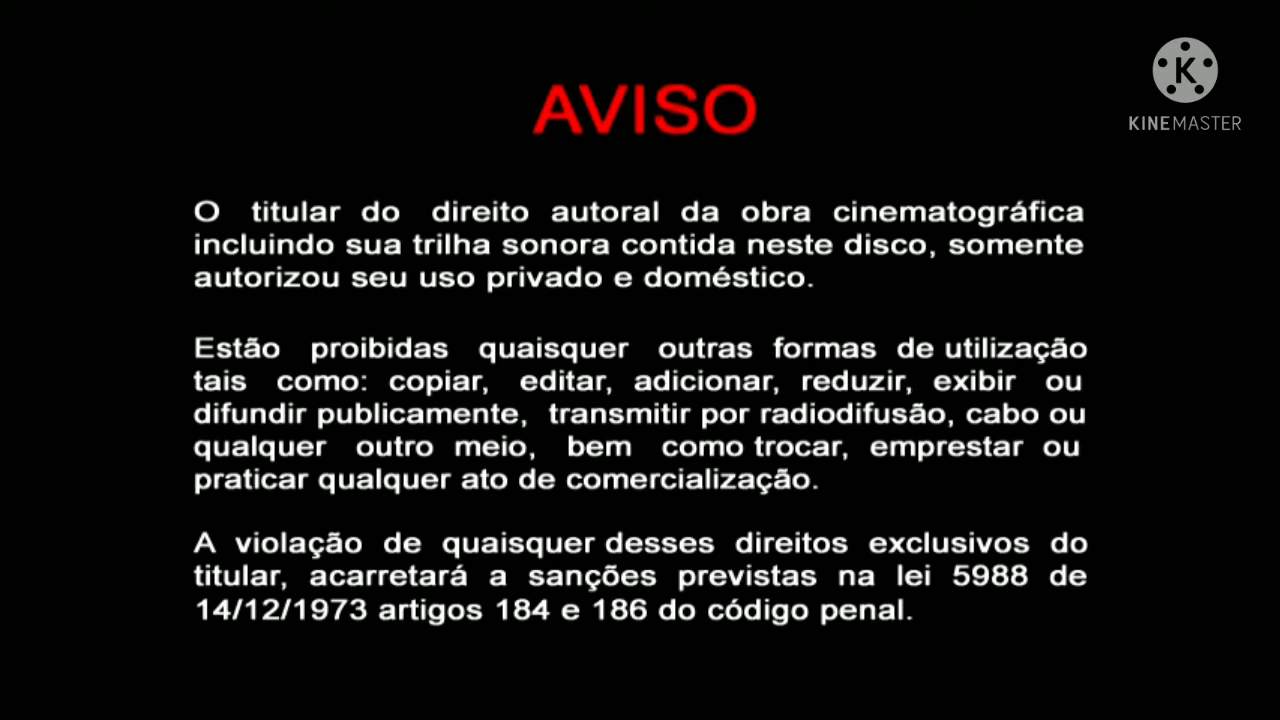 AVISO
K
KINEMASTER
O titular do direito autoral da obra cinematográfica
incluindo sua trilha sonora contida neste disco, somente
autorizou seu uso privado e doméstico.
Estão proibidas quaisquer outras formas de utilização
tais como: copiar, editar, adicionar, reduzir, exibir ou
difundir publicamente, transmitir por radiodifusão, cabo ou
qualquer outro meio, bem como trocar, emprestar ou
praticar qualquer ato de comercialização.
A violação de quaisquer desses direitos exclusivos do
titular, acarretará a sanções previstas na lei 5988 de
14/12/1973 artigos 184 e 186 do código penal.